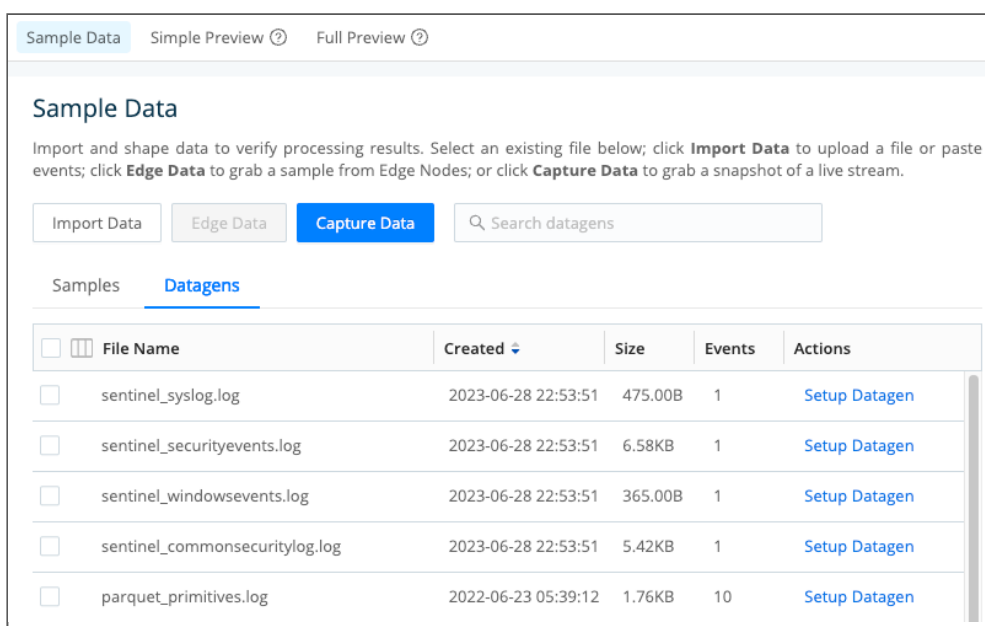 Sample Data Simple Preview Full Preview
Sample Data
Import and shape data to verify processing results. Select an existing file below; click Import Data to upload a file or paste
events; click Edge Data to grab a sample from Edge Nodes; or click Capture Data to grab a snapshot of a live stream.
Import Data Edge Data Capture Data Search datagens
Samples Datagens
File Name Created Size Events Actions
sentinel_syslog.log 2023-06-28 22:53:51 475.00B 1 Setup Datagen
sentinel_securityevents.log 2023-06-28 22:53:51 6.58KB 1 Setup Datagen
sentinel_windowsevents.log 2023-06-28 22:53:51 365.00B 1 Setup Datagen
sentinel_commonsecuritylog.log 2023-06-28 22:53:51 5.42KB 1 Setup Datagen
parquet_primitives.log 2022-06-23 05:39:12 1.76KB 10 Setup Datagen